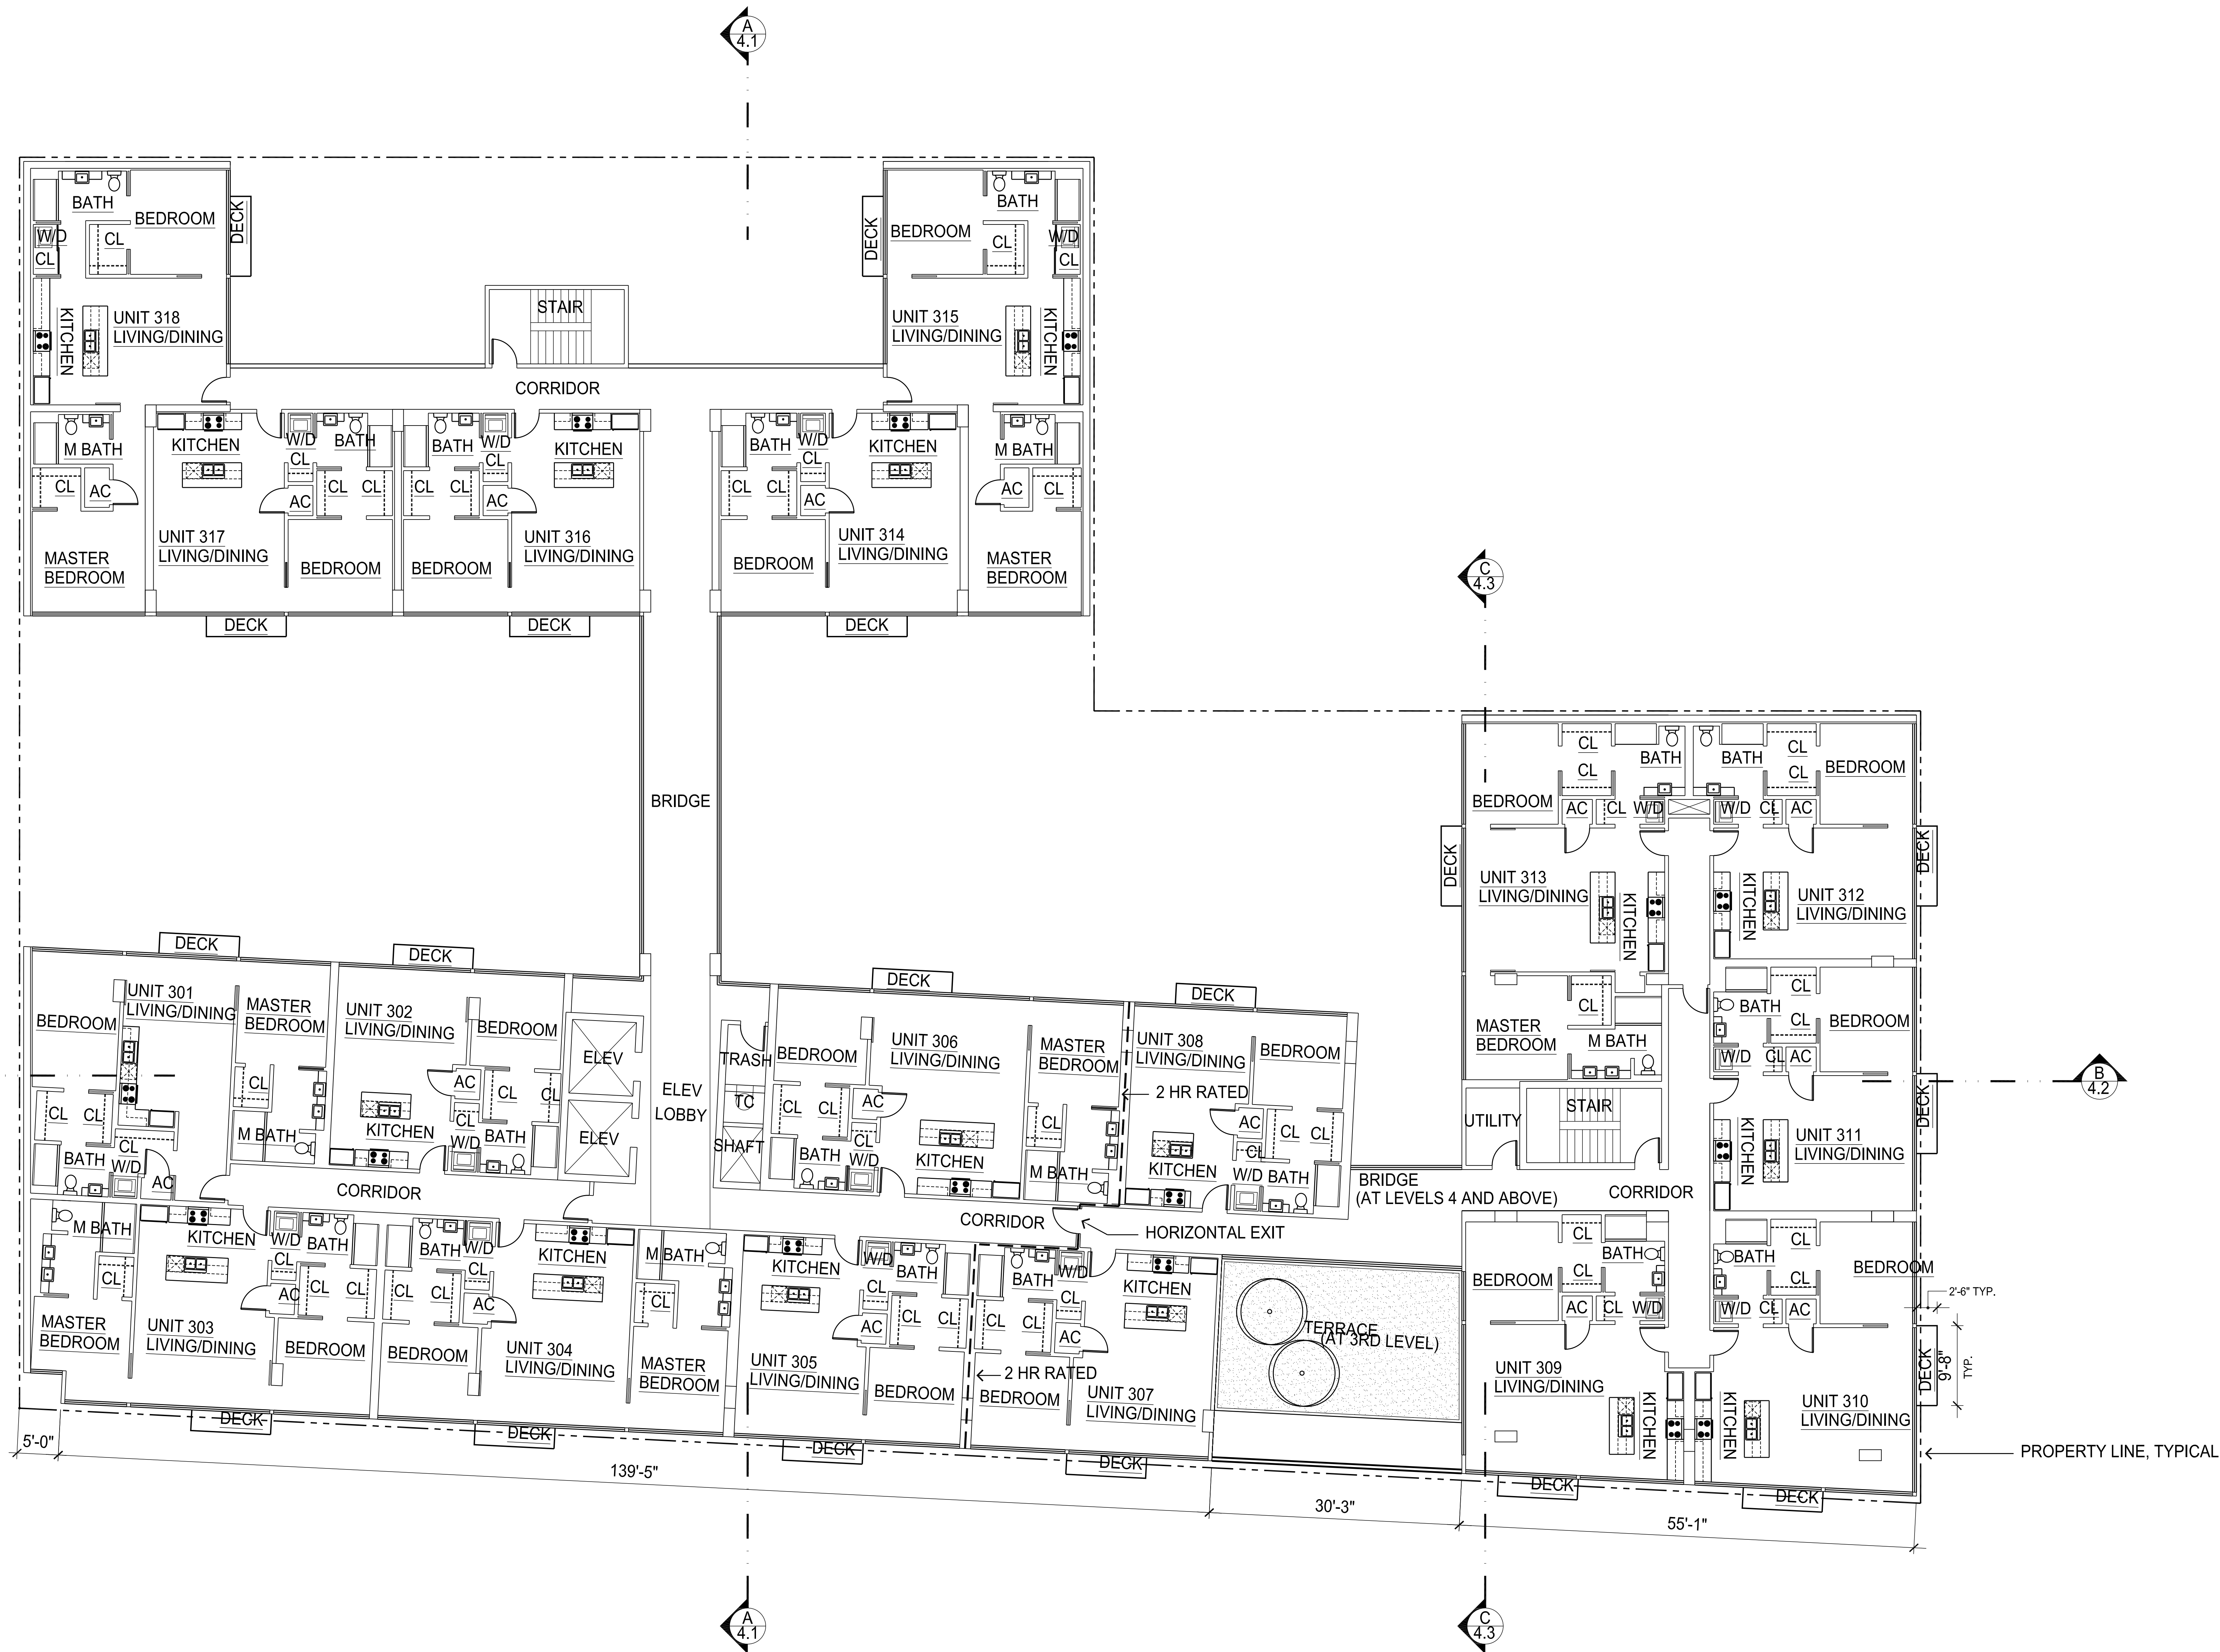 A
4.1
BATH
BEDROOM
DECK
W/D
CL
CL
KITCHEN
UNIT 318
LIVING/DINING
STAIR
DECK
BEDROOM
BATH
CL
W/D
CL
UNIT 315
LIVING/DINING
KITCHEN
CORRIDOR
M BATH
CL
AC
MASTER
BEDROOM
KITCHEN
W/D
BATH
CL
AC
CL
CL
UNIT 317
LIVING/DINING
BEDROOM
DECK
BATH
W/D
CL
KITCHEN
CL
CL
AC
UNIT 316
LIVING/DINING
BEDROOM
DECK
BATH
W/D
CL
KITCHEN
CL
CL
AC
UNIT 314
LIVING/DINING
BEDROOM
DECK
M BATH
AC
CL
MASTER
BEDROOM
C
4.3
BRIDGE
CL
CL
BATH
BEDROOM
AC
CL
W/D
DECK
UNIT 313
LIVING/DINING
KITCHEN
MASTER
BEDROOM
CL
M BATH
BATH
CL
CL
BEDROOM
W/D
CL
AC
DECK
KITCHEN
UNIT 312
LIVING/DINING
BATH
CL
CL
BEDROOM
W/D
CL
AC
DECK
KITCHEN
UNIT 311
LIVING/DINING
B
4.2
UTILITY
STAIR
BRIDGE
(AT LEVELS 4 AND ABOVE)
CORRIDOR
DECK
UNIT 301
LIVING/DINING
BEDROOM
MASTER
BEDROOM
CL
CL
CL
CL
BATH
W/D
AC
M BATH
DECK
UNIT 302
LIVING/DINING
BEDROOM
AC
CL
CL
CL
KITCHEN
W/D
BATH
ELEV
ELEV
ELEV
LOBBY
TRASH
TC
SHAFT
DECK
BEDROOM
UNIT 306
LIVING/DINING
MASTER
BEDROOM
CL
CL
AC
CL
CL
BATH
W/D
KITCHEN
M BATH
DECK
UNIT 308
LIVING/DINING
BEDROOM
2 HR RATED
AC
CL
CL
CL
KITCHEN
W/D
BATH
CORRIDOR
CORRIDOR
HORIZONTAL EXIT
M BATH
CL
MASTER
BEDROOM
KITCHEN
W/D
BATH
CL
AC
CL
CL
UNIT 303
LIVING/DINING
BEDROOM
DECK
BATH
W/D
CL
KITCHEN
CL
CL
AC
BEDROOM
UNIT 304
LIVING/DINING
DECK
M BATH
CL
MASTER
BEDROOM
KITCHEN
W/D
BATH
CL
AC
CL
CL
UNIT 305
LIVING/DINING
BEDROOM
DECK
2 HR RATED
BATH
W/D
CL
KITCHEN
CL
CL
AC
BEDROOM
UNIT 307
LIVING/DINING
DECK
TERRACE
(AT 3RD LEVEL)
CL
BATH
CL
BEDROOM
AC
CL
W/D
UNIT 309
LIVING/DINING
KITCHEN
DECK
BATH
CL
CL
BEDROOM
W/D
CL
AC
KITCHEN
UNIT 310
LIVING/DINING
DECK
DECK
2'-6" TYP.
9'-8"
TYP.
PROPERTY LINE, TYPICAL
5'-0"
139'-5"
30'-3"
55'-1"
A
4.1
C
4.3